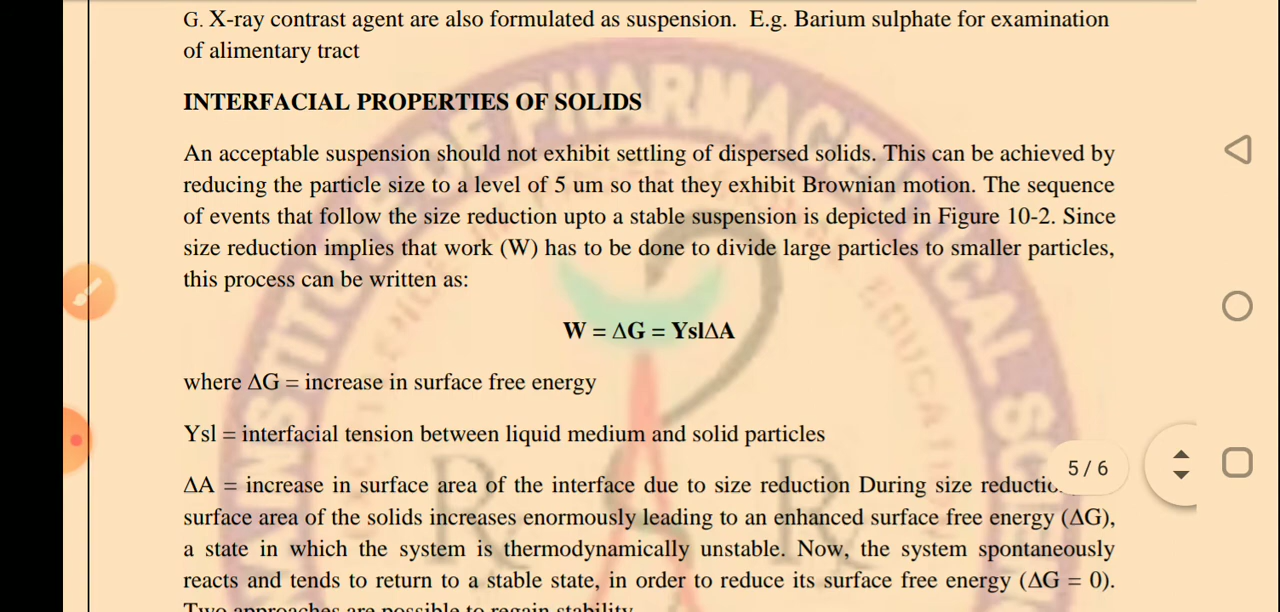 G. X-ray contrast agent are also formulated as suspension. E.g. Barium sulphate for examination
of alimentary tract
INTERFACIAL PROPERTIES OF SOLIDS
An acceptable suspension should not exhibit settling of dispersed solids. This can be achieved by
reducing the particle size to a level of 5 um so that they exhibit Brownian motion. The sequence
of events that follow the size reduction upto a stable suspension is depicted in Figure 10-2. Since
size reduction implies that work (W) has to be done to divide large particles to smaller particles,
this process can be written as:
W = ΔG = YslΔA
where ΔG = increase in surface free energy
Ysl = interfacial tension between liquid medium and solid particles
ΔA = increase in surface area of the interface due to size reduction During size reductio
5 / 6
surface area of the solids increases enormously leading to an enhanced surface free energy (ΔG),
a state in which the system is thermodynamically unstable. Now, the system spontaneously
reacts and tends to return to a stable state, in order to reduce its surface free energy (ΔG = 0).
Two approaches are possible to regain stability